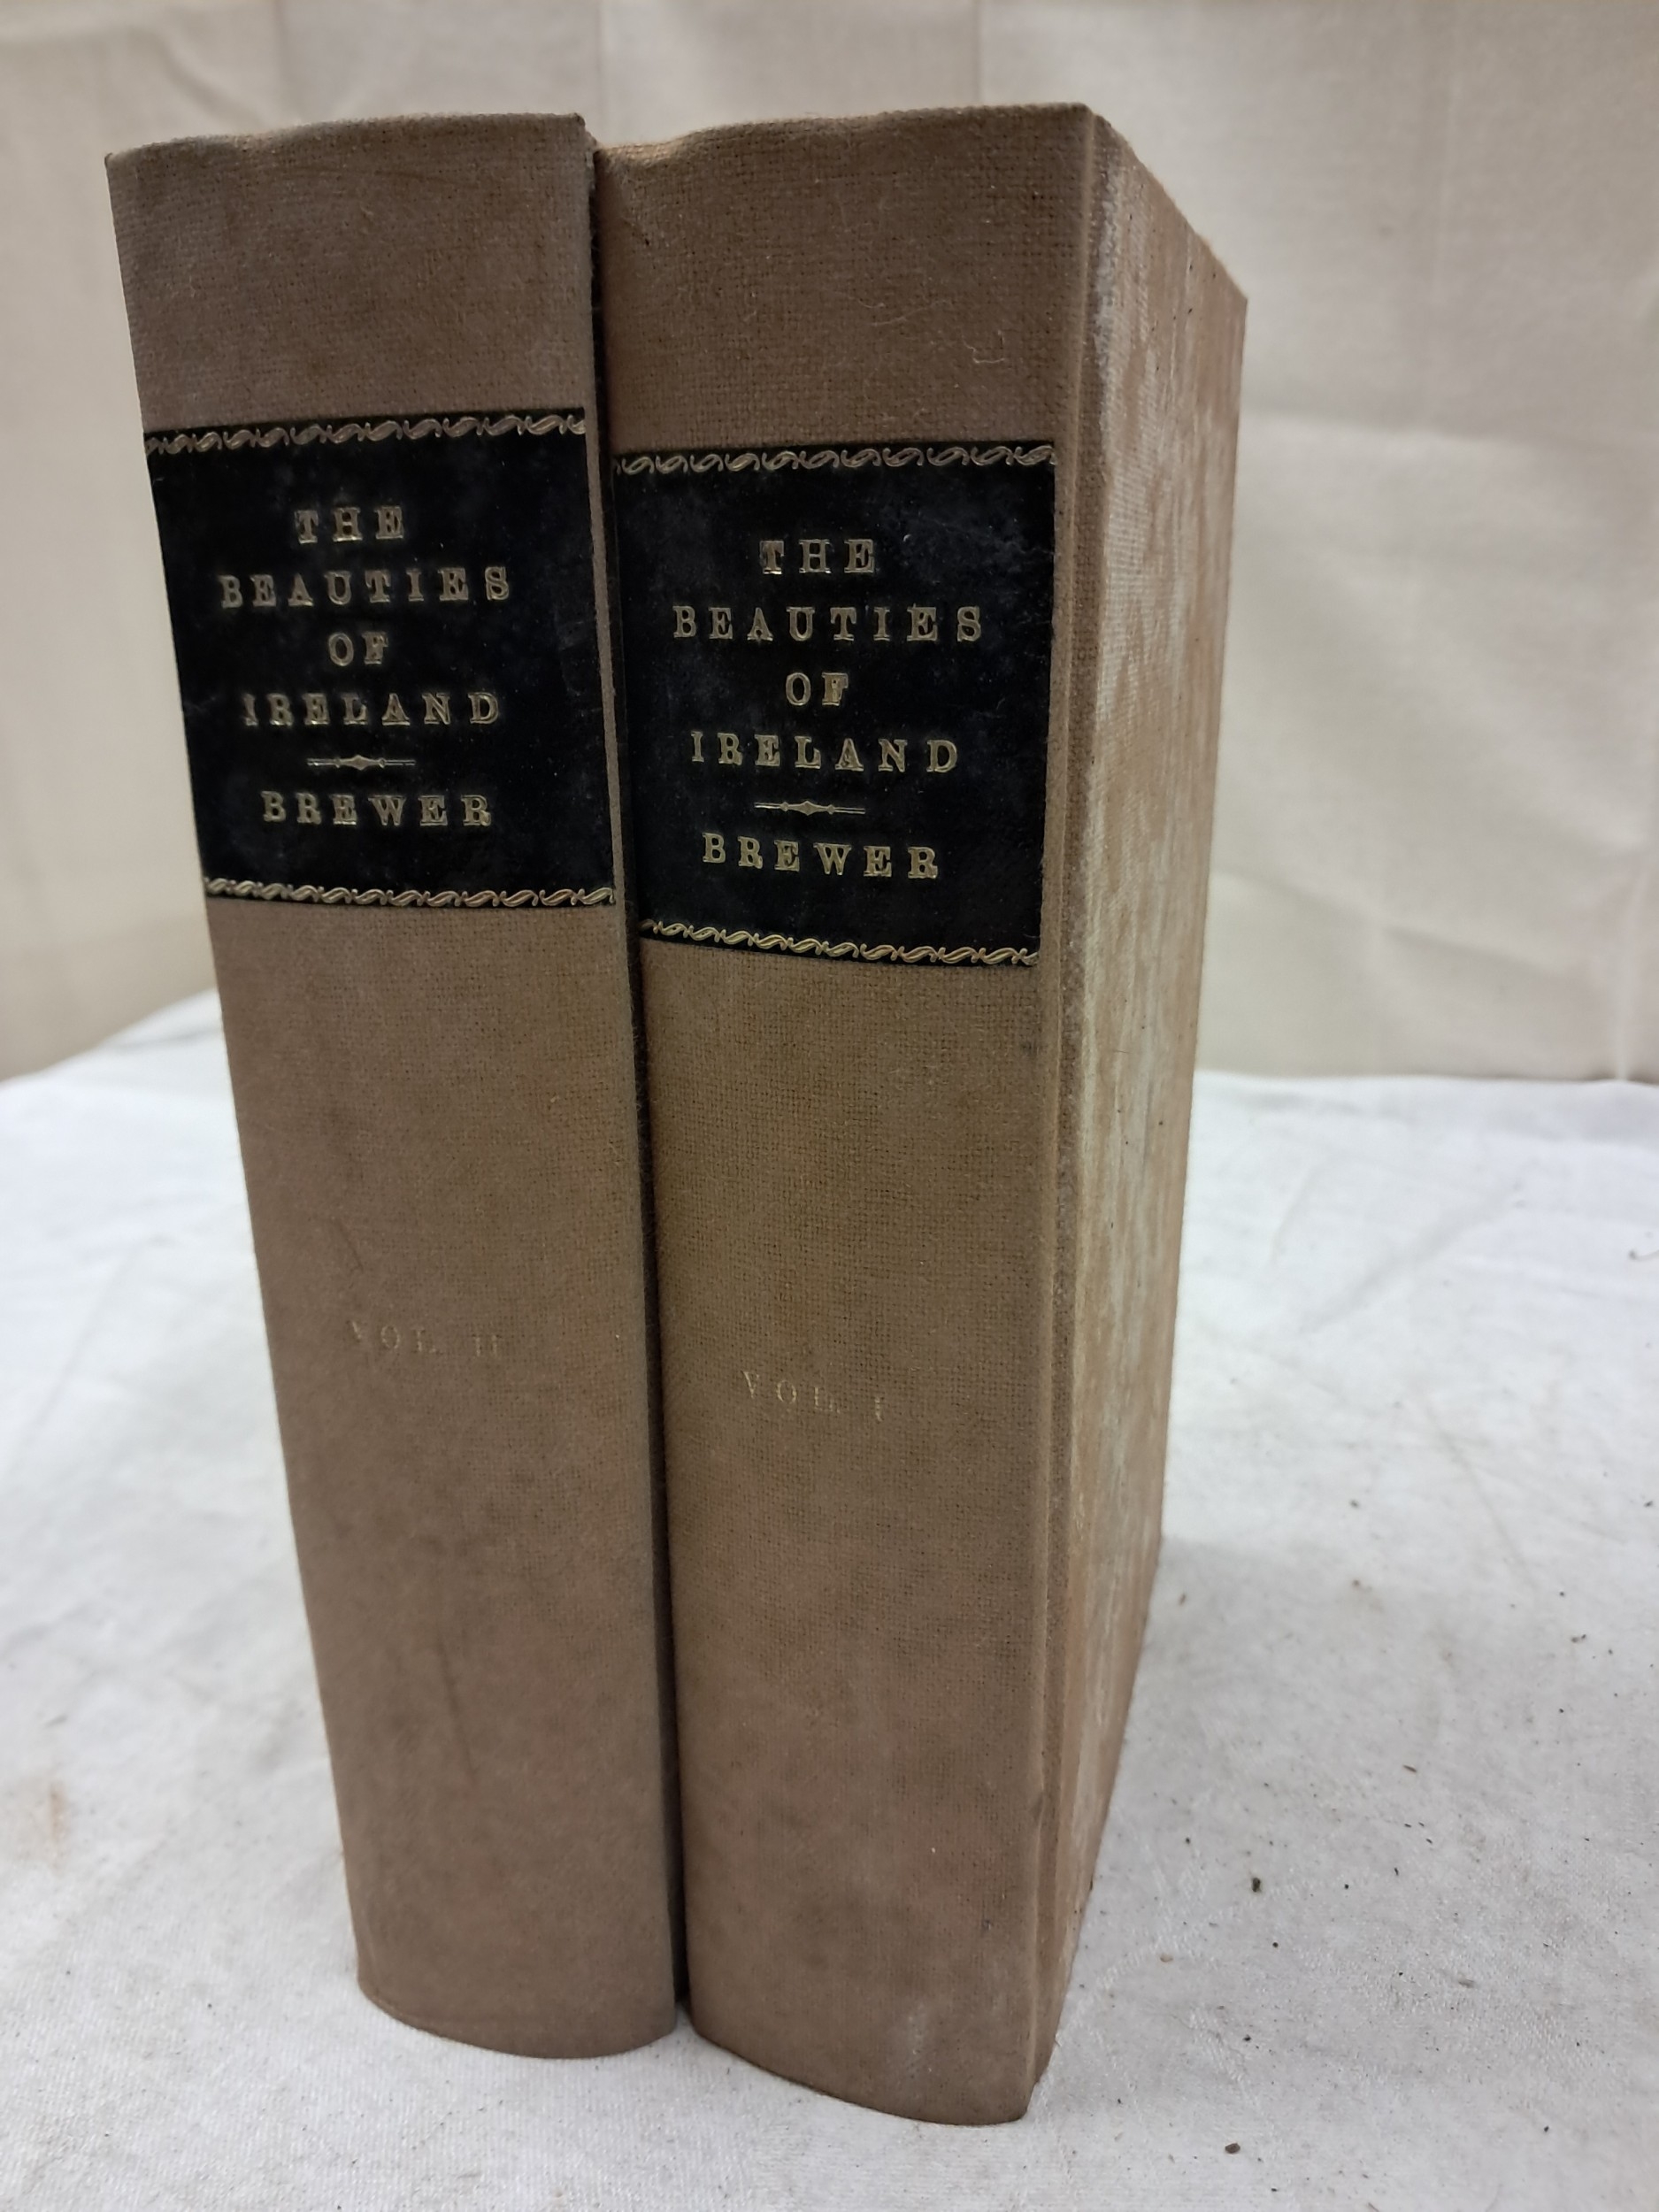 THE
BEAUTIES
OF
IRELAND
BREWER
VOL II
THE
BEAUTIES
OF
IRELAND
BREWER
VOL I